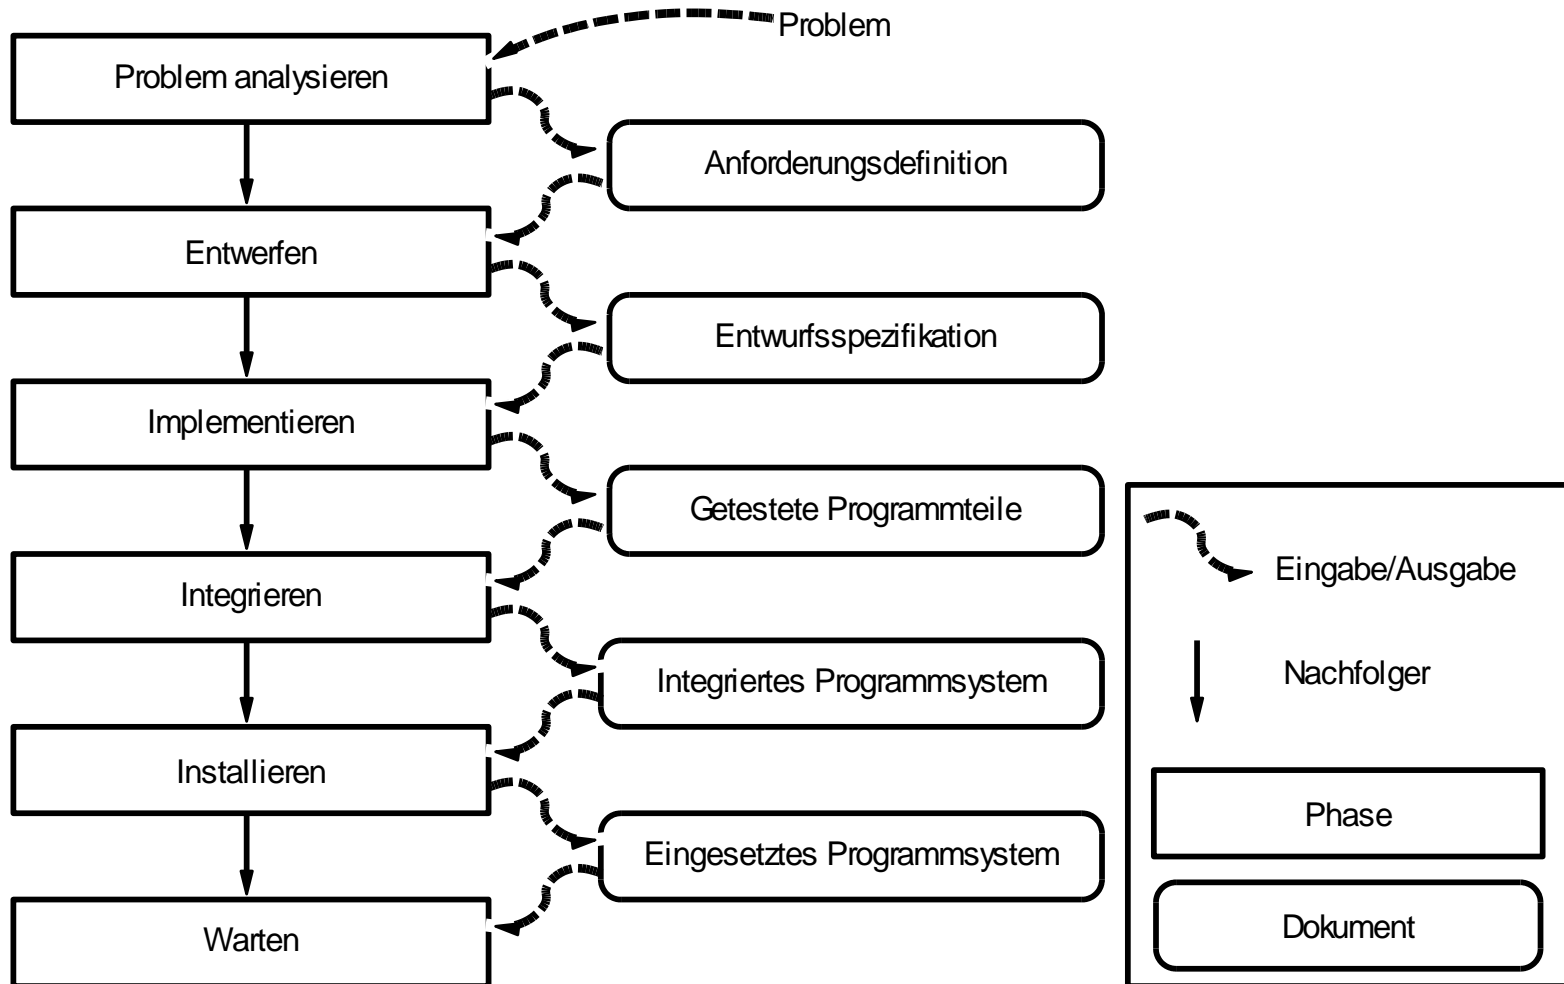 Problem
Problem analysieren
Anforderungsdefinition
Entwerfen
Entwurfsspezifikation
Implementieren
Getestete Programmteile
Integrieren
Integriertes Programmsystem
Installieren
Eingesetztes Programmsystem
Warten
Eingabe/Ausgabe
Nachfolger
Phase
Dokument